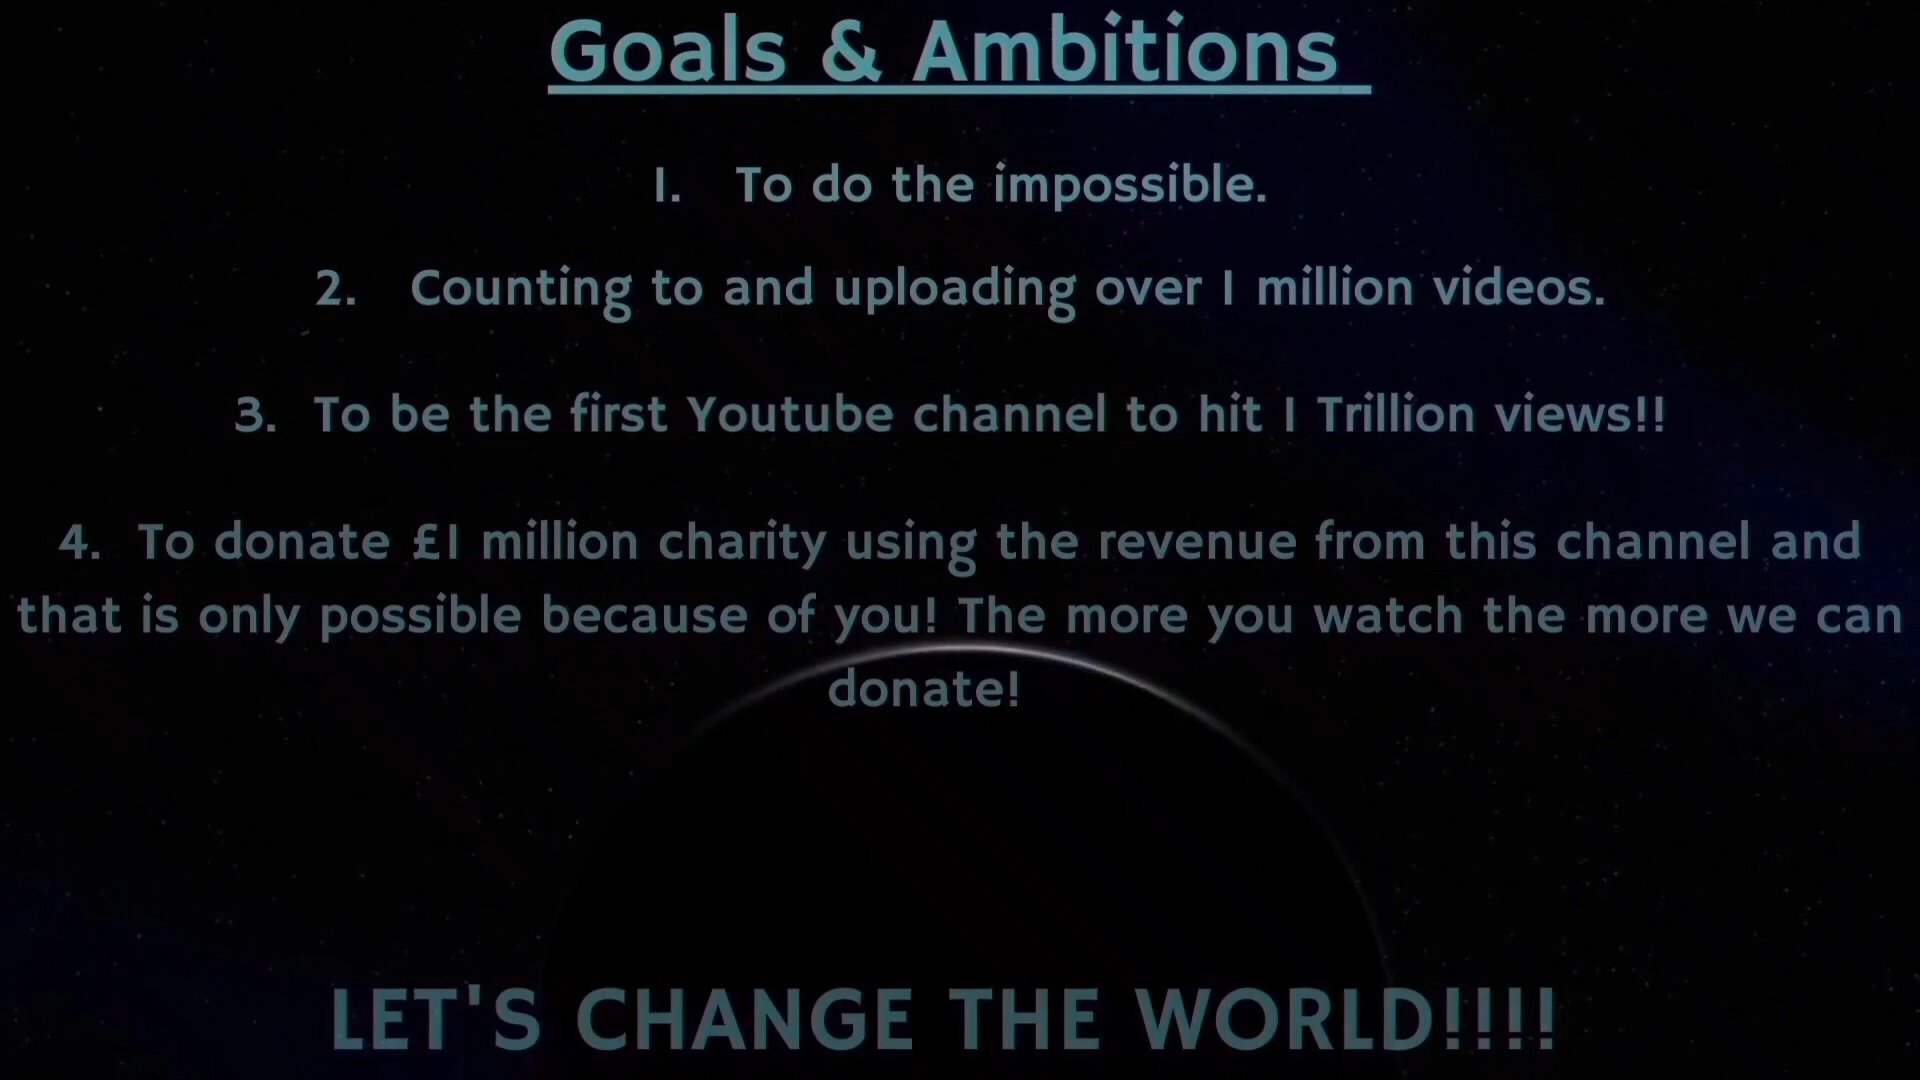 Goals & Ambitions
1. To do the impossible.
2. Counting to and uploading over 1 million videos.
3. To be the first Youtube channel to hit 1 Trillion views!!
4. To donate £1 million charity using the revenue from this channel and
that is only possible because of you! The more you watch the more we can
donate!
LET'S CHANGE THE WORLD!!!!